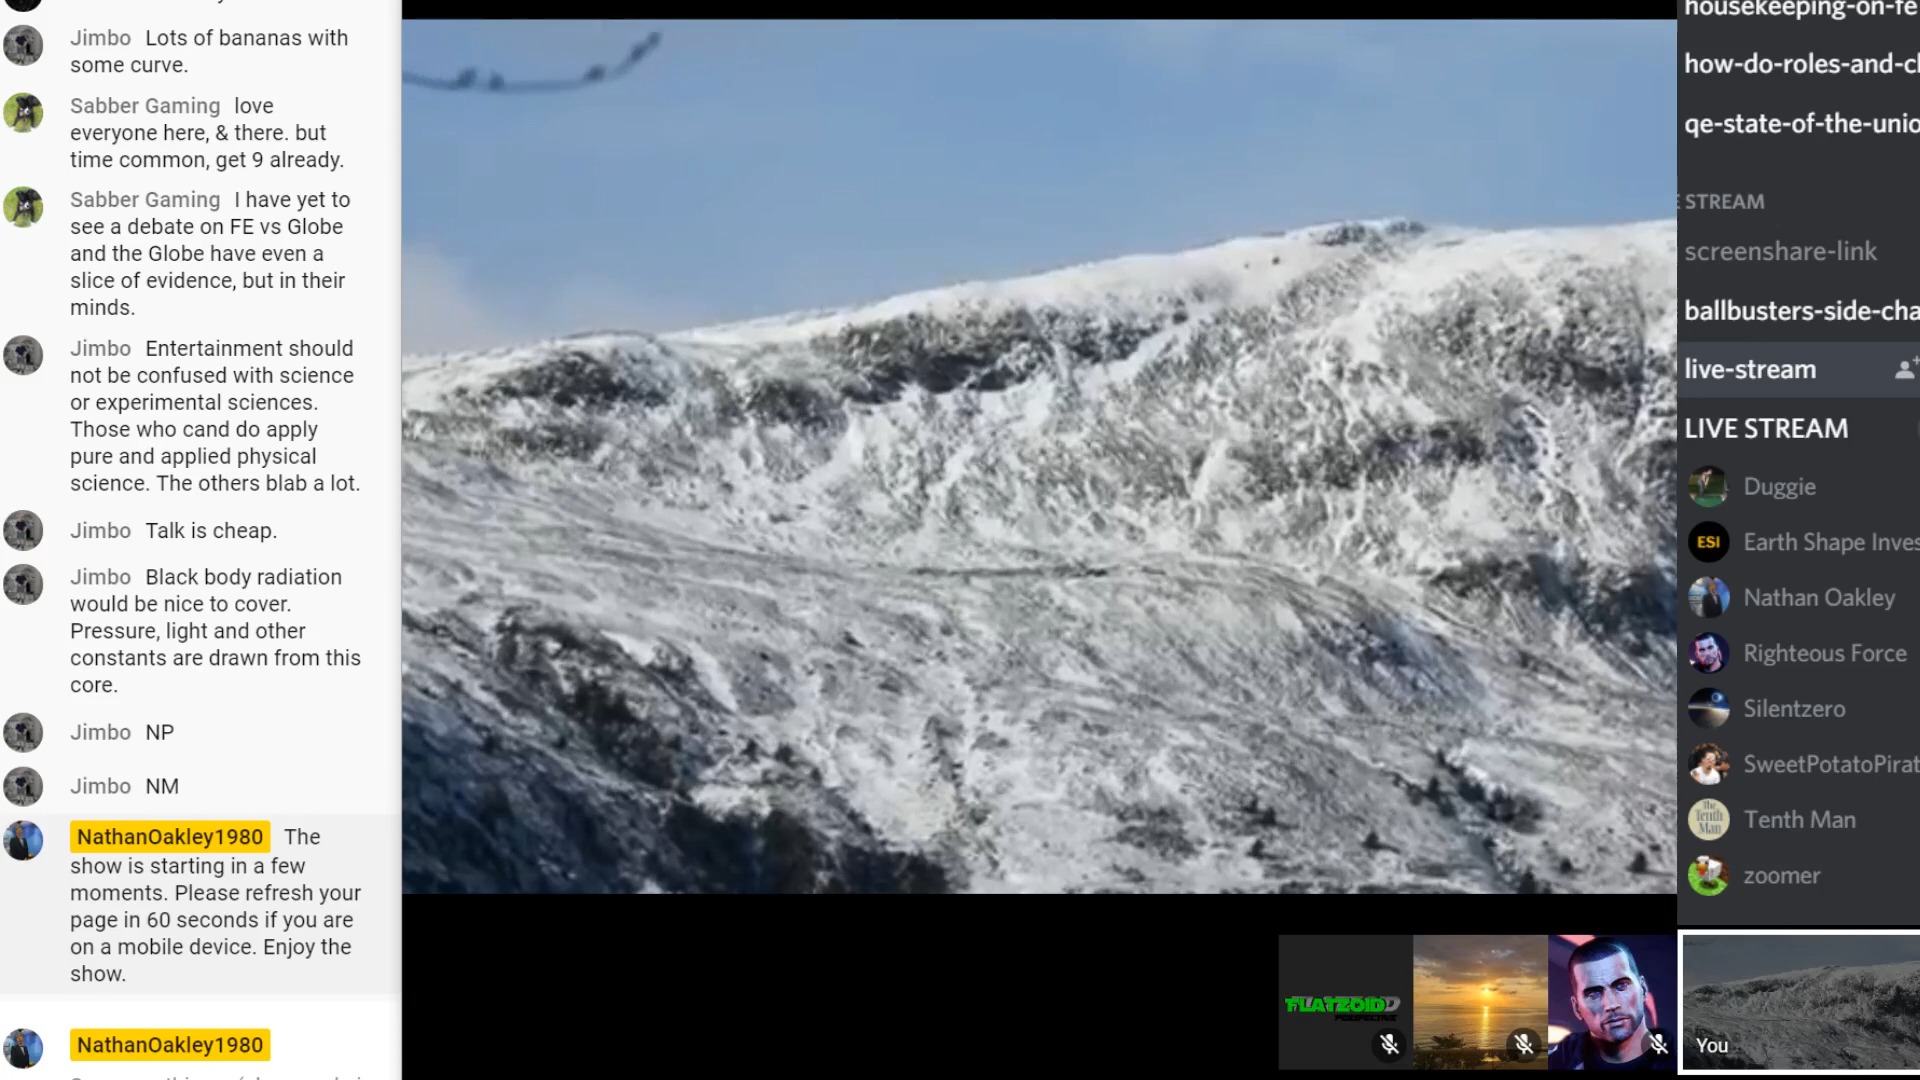 Jimbo Lots of bananas with
some curve.
Sabber Gaming love
everyone here, & there. but
time common, get 9 already.
Sabber Gaming I have yet to
see a debate on FE vs Globe
and the Globe have even a
slice of evidence, but in their
minds.
Jimbo Entertainment should
not be confused with science
or experimental sciences.
Those who cand do apply
pure and applied physical
science. The others blab a lot.
Jimbo Talk is cheap.
Jimbo Black body radiation
would be nice to cover.
Pressure, light and other
constants are drawn from this
core.
Jimbo NP
Jimbo NM
NathanOakley1980 The
show is starting in a few
moments. Please refresh your
page in 60 seconds if you are
on a mobile device. Enjoy the
show.
NathanOakley1980
FLATZOID
PERSPECTIVE
You
housekeeping-on-fe
how-do-roles-and-cl
qe-state-of-the-unio
STREAM
screenshare-link
ballbusters-side-cha
live-stream
LIVE STREAM
Duggie
ESI
Earth Shape Inves
Nathan Oakley
Righteous Force
Silentzero
SweetPotatoPirat
The
Tenth
Man
Tenth Man
zoomer